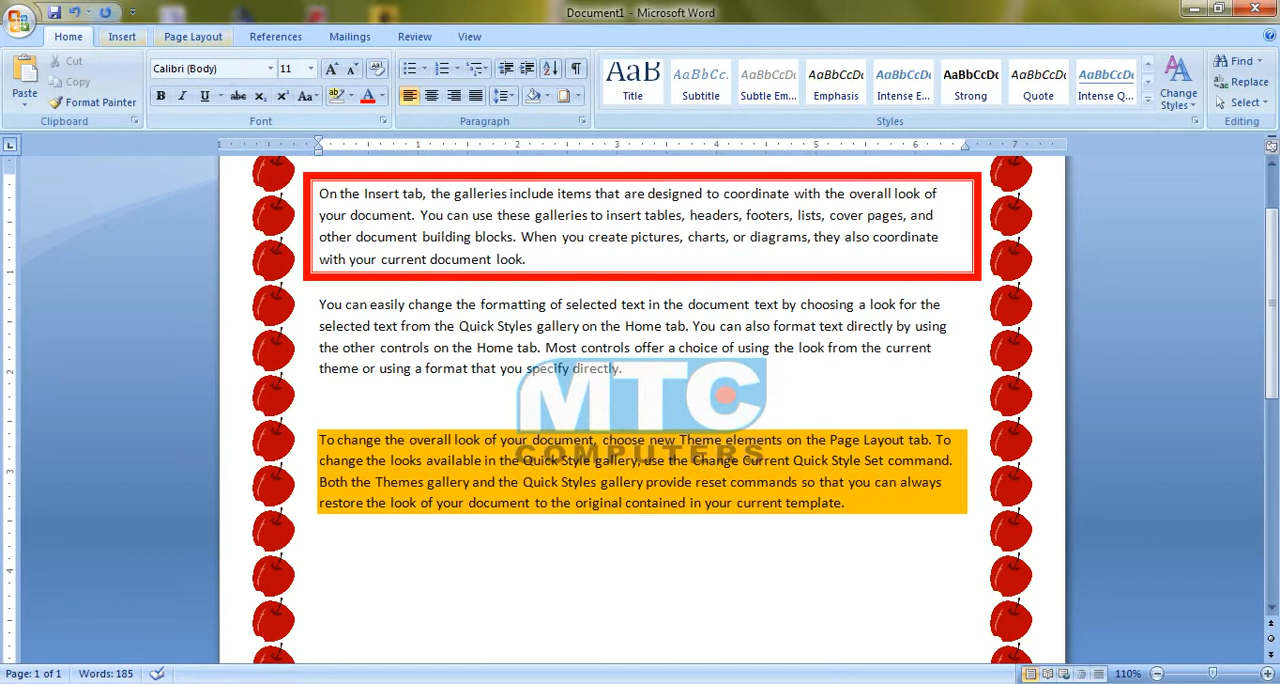 Document1 - Microsoft Word
Home Insert Page Layout References Mailings Review View
Paste
Cut
Copy
Format Painter
Clipboard
Calibri (Body) 11
Font
Paragraph
AaB Title
AaBbCc. Subtitle
AaBbCcDc Subtle Em...
AaBbCcDc Emphasis
AaBbCcDc Intense E...
AaBbCcDc Strong
AaBbCcDc Quote
AaBbCcDc Intense Q...
Change Styles
Styles
Find
Replace
Select
Editing
1 1 2 3 4 5 6 7
On the Insert tab, the galleries include items that are designed to coordinate with the overall look of
your document. You can use these galleries to insert tables, headers, footers, lists, cover pages, and
other document building blocks. When you create pictures, charts, or diagrams, they also coordinate
with your current document look.
You can easily change the formatting of selected text in the document text by choosing a look for the
selected text from the Quick Styles gallery on the Home tab. You can also format text directly by using
the other controls on the Home tab. Most controls offer a choice of using the look from the current
theme or using a format that you specify directly.
MTC
COMPUTERS
To change the overall look of your document, choose new Theme elements on the Page Layout tab. To
change the looks available in the Quick Style gallery, use the Change Current Quick Style Set command.
Both the Themes gallery and the Quick Styles gallery provide reset commands so that you can always
restore the look of your document to the original contained in your current template.
Page: 1 of 1 Words: 185 110%